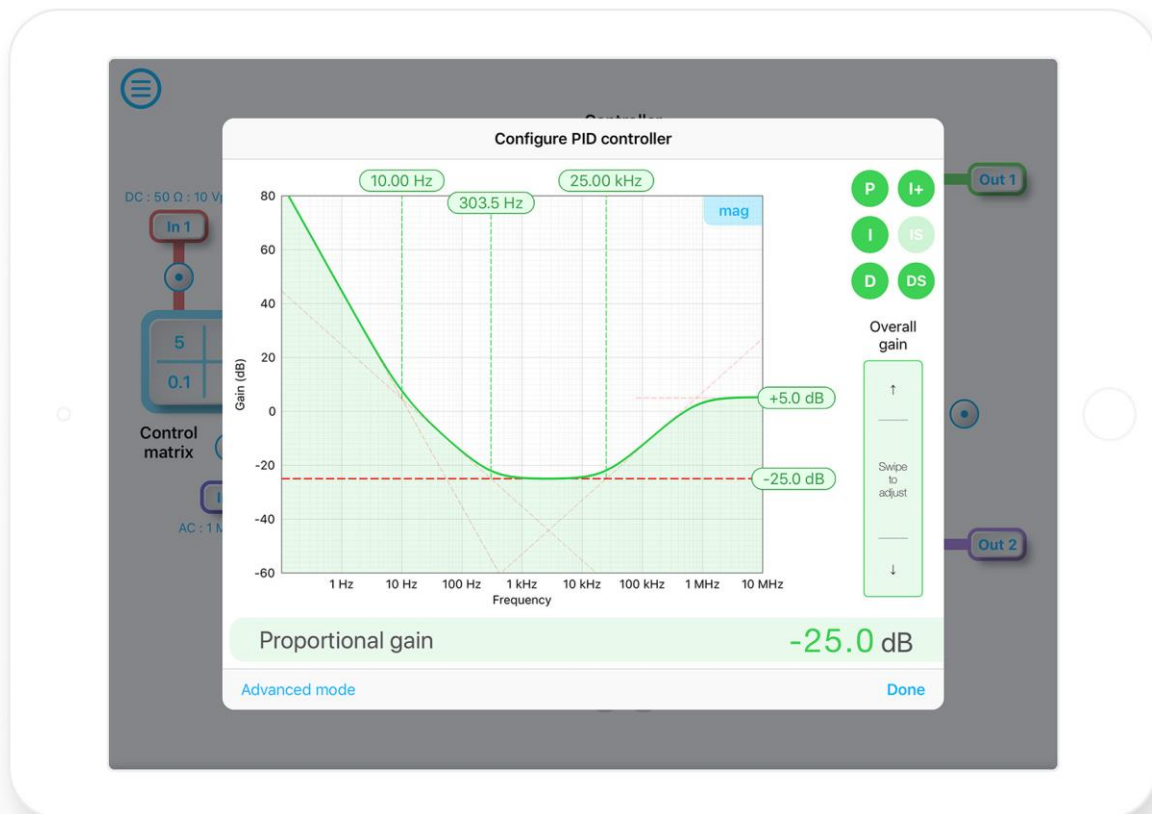 Configure PID controller
DC : 50 Ω : 10 V
In 1
5
0.1
Control
matrix
AC : 1 M
10.00 Hz
303.5 Hz
25.00 kHz
mag
80
60
40
20
0
-20
-40
-60
Gain (dB)
1 Hz
10 Hz
100 Hz
1 kHz
10 kHz
100 kHz
1 MHz
10 MHz
Frequency
+5.0 dB
-25.0 dB
P
I+
I
IS
D
DS
Overall
gain
↑
Swipe
to
adjust
↓
Out 1
Out 2
Proportional gain
-25.0 dB
Advanced mode
Done